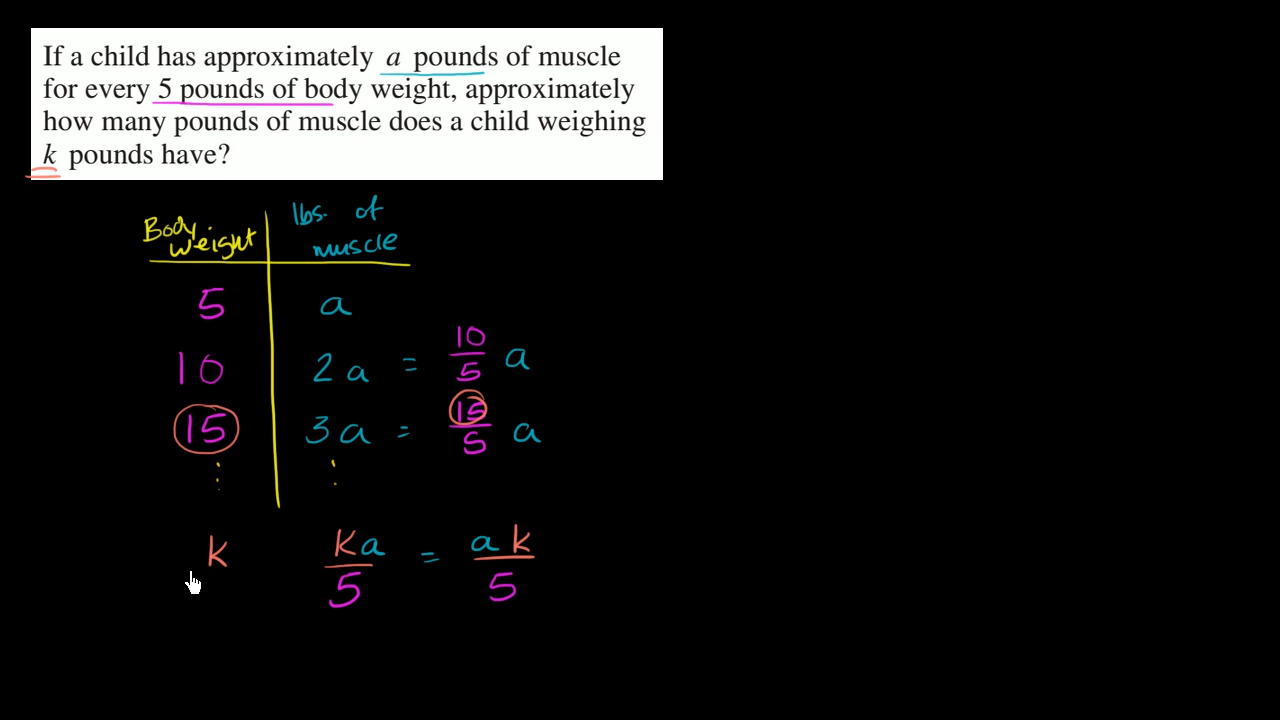 If a child has approximately a pounds of muscle
for every 5 pounds of body weight, approximately
how many pounds of muscle does a child weighing
k pounds have?
Body weight | lbs. of muscle
5 | a
10 | 2a = 10/5 a
15 | 3a = 15/5 a
⋮ | ⋮
k | ka/5 = ak/5